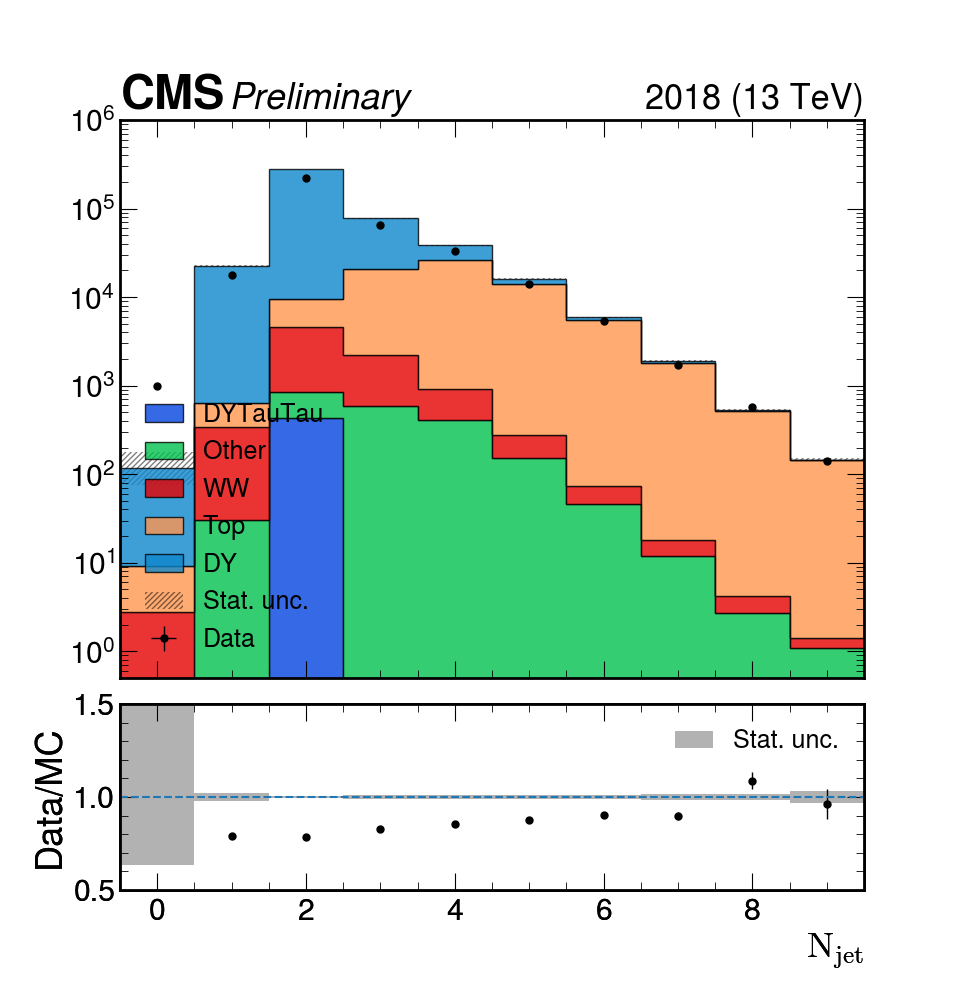 CMS Preliminary 2018 (13 TeV)
10^6
10^5
10^4
10^3
10^2
10^1
10^0
DYTauTau
Other
WW
Top
DY
Stat. unc.
Data
1.5
1.0
0.5
Data/MC
Stat. unc.
0 2 4 6 8
N_jet